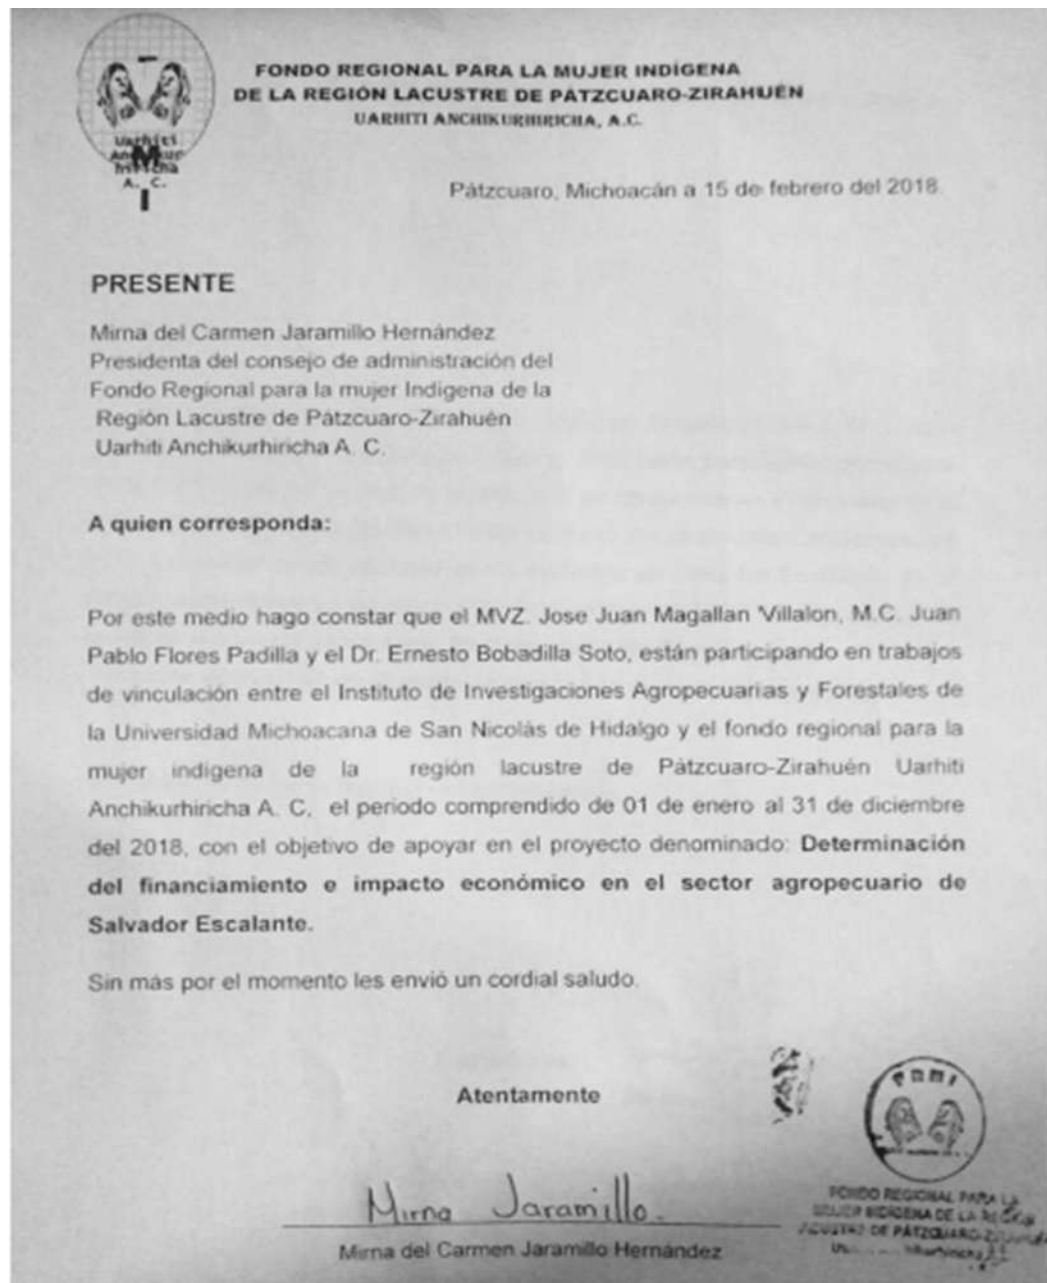 FONDO REGIONAL PARA LA MUJER INDÍGENA
DE LA REGIÓN LACUSTRE DE PÁTZCUARO-ZIRAHUÉN
UARHITI ANCHIKURHIRICHA, A.C.
Uarhiti
A. C.
Pátzcuaro, Michoacán a 15 de febrero del 2018.
PRESENTE
Mirna del Carmen Jaramillo Hernández
Presidenta del consejo de administración del
Fondo Regional para la mujer Indígena de la
Región Lacustre de Pátzcuaro-Zirahuén
Uarhiti Anchikurhiricha A. C.
A quien corresponda:
Por este medio hago constar que el MVZ. Jose Juan Magallan Villalon, M.C. Juan
Pablo Flores Padilla y el Dr. Ernesto Bobadilla Soto, están participando en trabajos
de vinculación entre el Instituto de Investigaciones Agropecuarias y Forestales de
la Universidad Michoacana de San Nicolás de Hidalgo y el fondo regional para la
mujer indígena de la región lacustre de Pátzcuaro-Zirahuén Uarhiti
Anchikurhiricha A. C, el periodo comprendido de 01 de enero al 31 de diciembre
del 2018, con el objetivo de apoyar en el proyecto denominado: Determinación
del financiamiento e impacto económico en el sector agropecuario de
Salvador Escalante.
Sin más por el momento les envió un cordial saludo.
Atentamente
Mirna Jaramillo.
Mirna del Carmen Jaramillo Hernández
FONDO REGIONAL PARA LA
MUJER INDIGENA DE LA REGION
LACUSTRE DE PÁTZCUARO-ZIRAHUEN